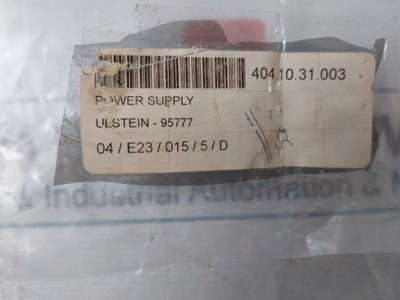 404.10.31.003
POWER SUPPLY
ULSTEIN - 95777
04 / E23 / 015 / 5 / D
& Industrial Automation &